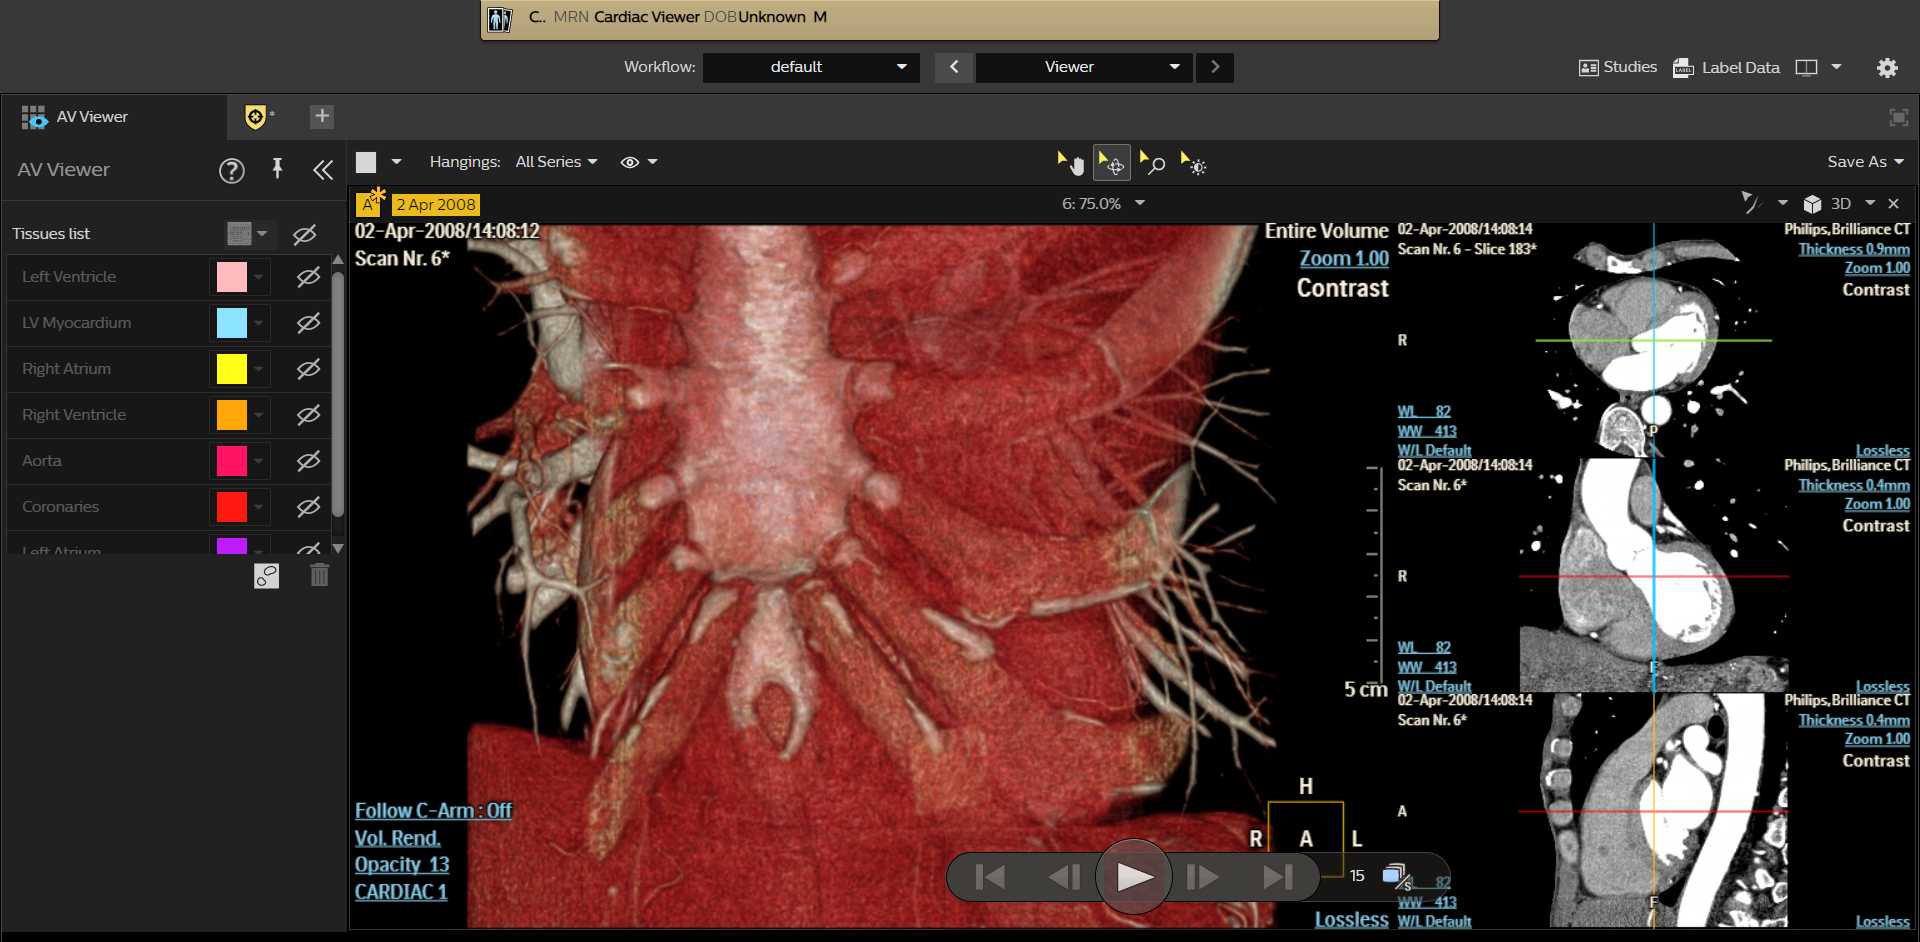 C.. MRN Cardiac Viewer DOB Unknown M
Workflow: default Viewer
Studies Label Data
AV Viewer
AV Viewer
Hangings: All Series
Save As
A 2 Apr 2008
6: 75.0%
3D
Tissues list
Left Ventricle
LV Myocardium
Right Atrium
Right Ventricle
Aorta
Coronaries
Left Atrium
02-Apr-2008/14:08:12
Scan Nr. 6*
Entire Volume
Zoom 1.00
Contrast
5 cm
Follow C-Arm : Off
Vol. Rend.
Opacity 13
CARDIAC 1
H
R A L
15
Lossless
02-Apr-2008/14:08:14
Scan Nr. 6 - Slice 183*
Philips, Brilliance CT
Thickness 0.9mm
Zoom 1.00
Contrast
R
P
WL 82
WW 413
W/L Default
Lossless
02-Apr-2008/14:08:14
Scan Nr. 6*
Philips, Brilliance CT
Thickness 0.4mm
Zoom 1.00
Contrast
R
F
WL 82
WW 413
W/L Default
Lossless
02-Apr-2008/14:08:14
Scan Nr. 6*
Philips, Brilliance CT
Thickness 0.4mm
Zoom 1.00
Contrast
A
F
82
WW 413
W/L Default
Lossless